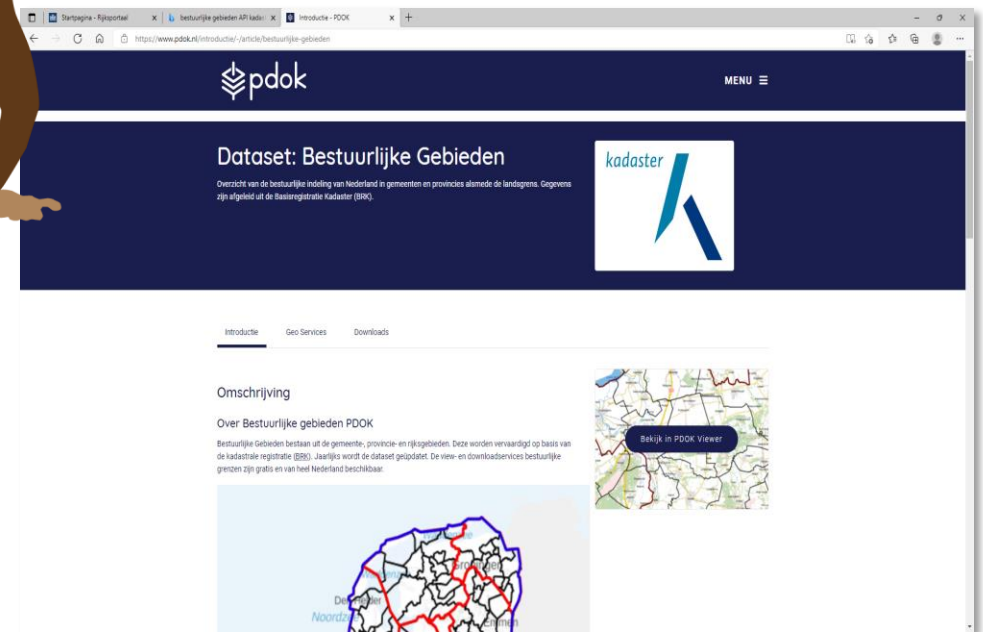 Startpagina - Rijksportaal
bestuurlijke gebieden API kadas
Introductie - PDOK
https://www.pdok.nl/introductie/-/article/bestuurlijke-gebieden
pdok
MENU
Dataset: Bestuurlijke Gebieden
Overzicht van de bestuurlijke indeling van Nederland in gemeenten en provincies alsmede de landsgrens. Gegevens
zijn afgeleid uit de Basisregistratie Kadaster (BRK).
kadaster
Introductie
Geo Services
Downloads
Omschrijving
Over Bestuurlijke gebieden PDOK
Bestuurlijke Gebieden bestaan uit de gemeente-, provincie- en rijksgebieden. Deze worden vervaardigd op basis van
de kadastrale registratie (BRK). Jaarlijks wordt de dataset geüpdatet. De view- en downloadservices bestuurlijke
grenzen zijn gratis en van heel Nederland beschikbaar.
Bekijk in PDOK Viewer
Groningen
Den Helder
Noordzee
Emmen